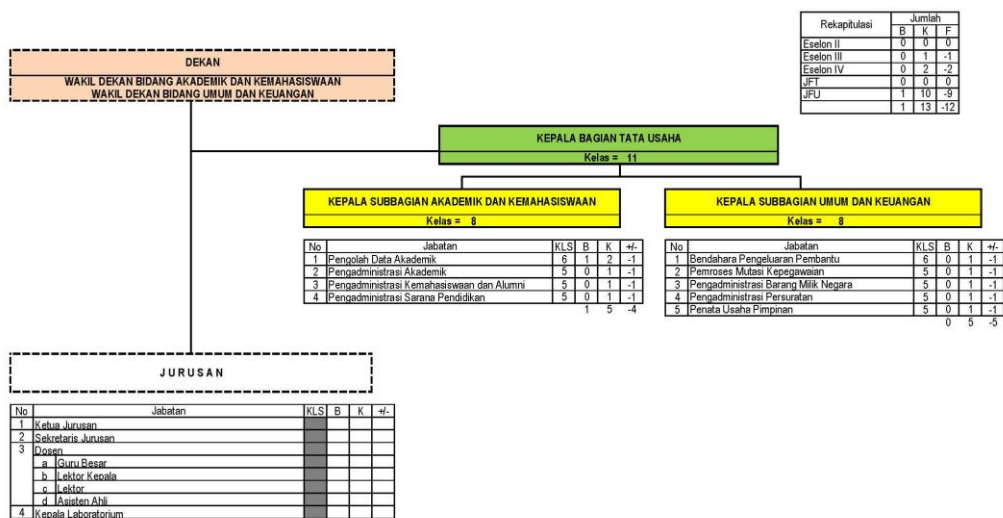 Rekapitulasi Jumlah
B K F
Eselon II 0 0 0
Eselon III 0 1 -1
Eselon IV 0 2 -2
JFT 0 0 0
JFU 1 10 -9
1 13 -12
DEKAN
WAKIL DEKAN BIDANG AKADEMIK DAN KEMAHASISWAAN
WAKIL DEKAN BIDANG UMUM DAN KEUANGAN
KEPALA BAGIAN TATA USAHA
Kelas = 11
KEPALA SUBBAGIAN AKADEMIK DAN KEMAHASISWAAN
Kelas = 8
No Jabatan KLS B K +/-
1 Pengolah Data Akademik 6 1 2 -1
2 Pengadministrasi Akademik 5 0 1 -1
3 Pengadministrasi Kemahasiswaan dan Alumni 5 0 1 -1
4 Pengadministrasi Sarana Pendidikan 5 0 1 -1
1 5 -4
KEPALA SUBBAGIAN UMUM DAN KEUANGAN
Kelas = 8
No Jabatan KLS B K +/-
1 Bendahara Pengeluaran Pembantu 6 0 1 -1
2 Pemroses Mutasi Kepegawaian 5 0 1 -1
3 Pengadministrasi Barang Milik Negara 5 0 1 -1
4 Pengadministrasi Persuratan 5 0 1 -1
5 Penata Usaha Pimpinan 5 0 1 -1
0 5 -5
JURUSAN
No Jabatan KLS B K +/-
1 Ketua Jurusan
2 Sekretaris Jurusan
3 Dosen
a Guru Besar
b Lektor Kepala
c Lektor
d Asisten Ahli
4 Kepala Laboratorium